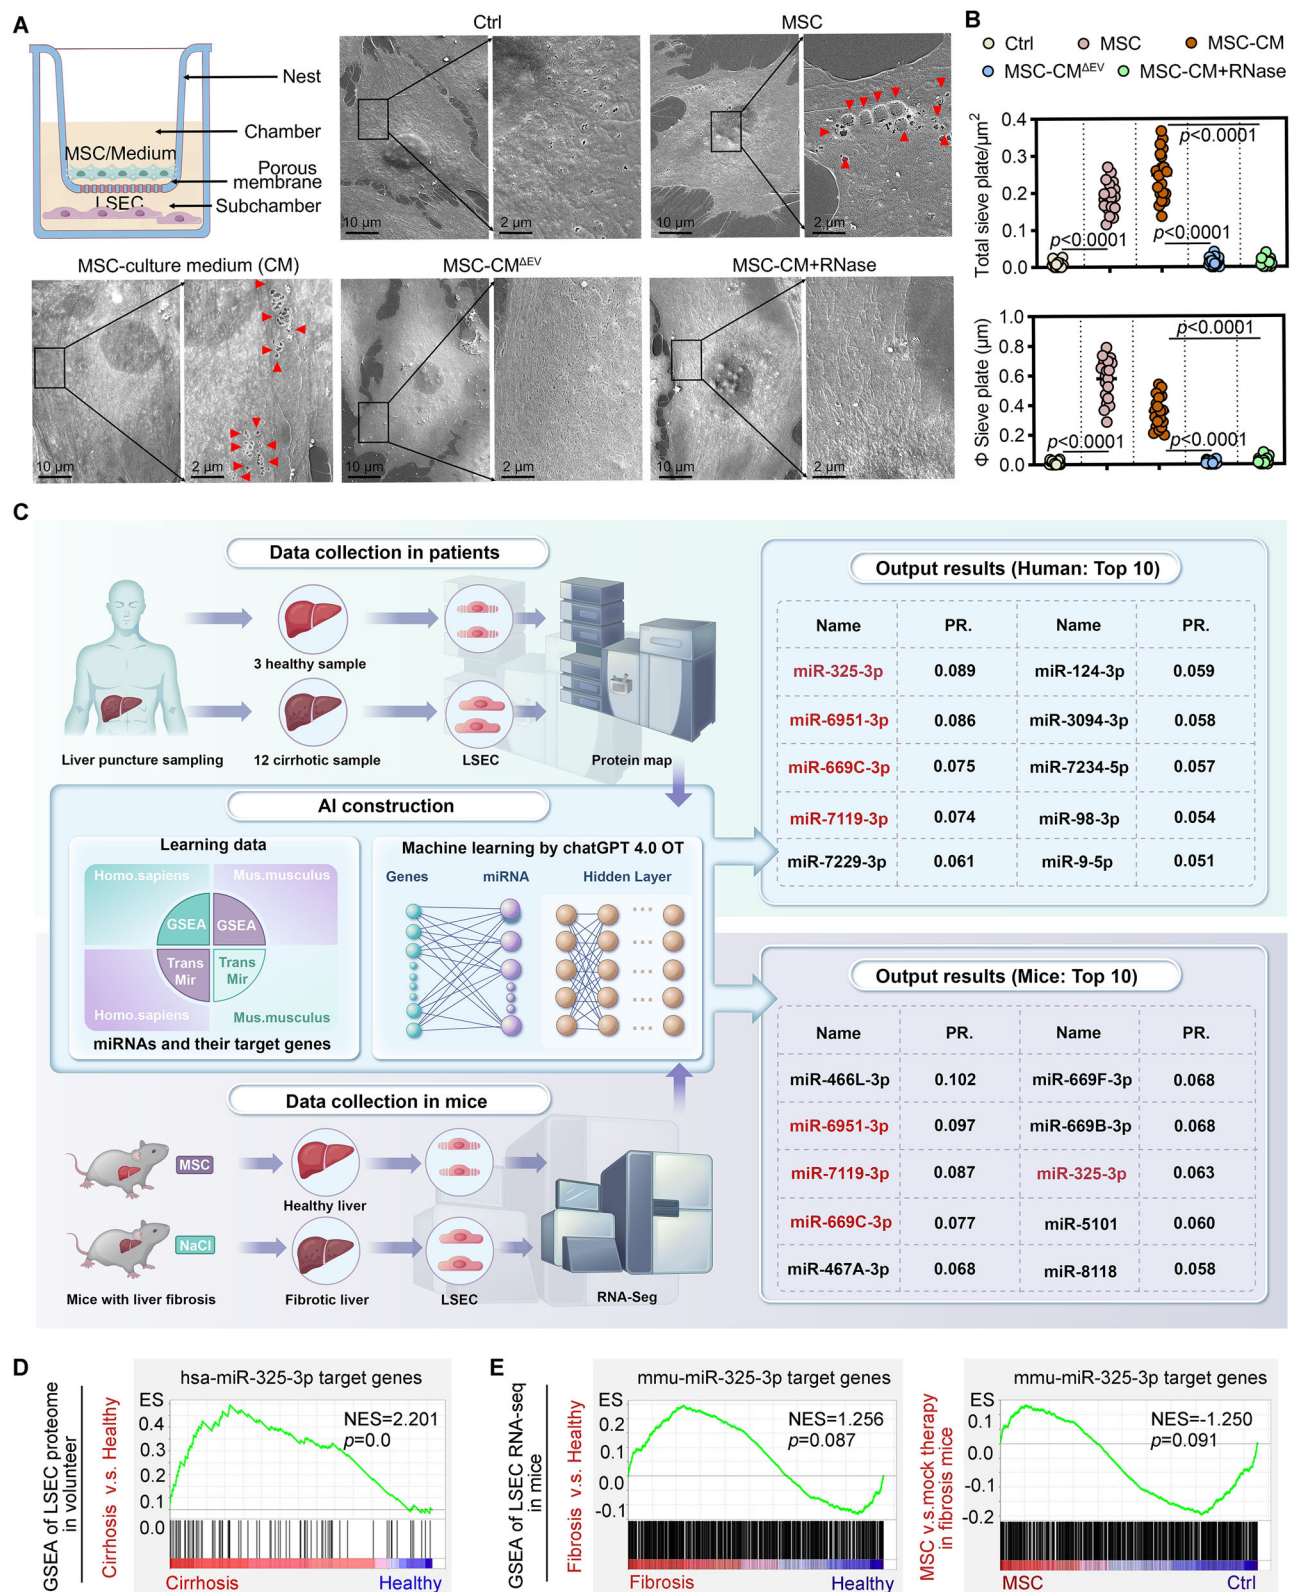 A
Nest
Chamber
MSC/Medium
Porous
membrane
LSEC
Subchamber
Ctrl
10 μm
2 μm
MSC
10 μm
2 μm
MSC-culture medium (CM)
10 μm
2 μm
MSC-CMΔEV
10 μm
2 μm
MSC-CM+RNase
10 μm
2 μm
B
Ctrl
MSC
MSC-CM
MSC-CMΔEV
MSC-CM+RNase
Total sieve plate/μm2
0.4
0.3
0.2
0.1
0.0
p<0.0001
p<0.0001
p<0.0001
Φ Sieve plate (μm)
1.0
0.8
0.6
0.4
0.2
0.0
p<0.0001
p<0.0001
p<0.0001
C
Data collection in patients
Liver puncture sampling
3 healthy sample
12 cirrhotic sample
LSEC
Protein map
AI construction
Learning data
Homo.sapiens
Mus.musculus
GSEA
GSEA
Trans
Mir
Trans
Mir
Homo.sapiens
Mus.musculus
miRNAs and their target genes
Machine learning by chatGPT 4.0 OT
Genes
miRNA
Hidden Layer
Data collection in mice
MSC
NaCl
Mice with liver fibrosis
Healthy liver
Fibrotic liver
LSEC
RNA-Seg
Output results (Human: Top 10)
Name PR. Name PR.
miR-325-3p 0.089 miR-124-3p 0.059
miR-6951-3p 0.086 miR-3094-3p 0.058
miR-669C-3p 0.075 miR-7234-5p 0.057
miR-7119-3p 0.074 miR-98-3p 0.054
miR-7229-3p 0.061 miR-9-5p 0.051
Output results (Mice: Top 10)
Name PR. Name PR.
miR-466L-3p 0.102 miR-669F-3p 0.068
miR-6951-3p 0.097 miR-669B-3p 0.068
miR-7119-3p 0.087 miR-325-3p 0.063
miR-669C-3p 0.077 miR-5101 0.060
miR-467A-3p 0.068 miR-8118 0.058
D
GSEA of LSEC proteome
in volunteer
Cirrhosis v.s. Healthy
hsa-miR-325-3p target genes
ES
0.4
0.3
0.2
0.1
0.0
NES=2.201
p=0.0
Cirrhosis
Healthy
E
GSEA of LSEC RNA-seq
in mice
Fibrosis v.s. Healthy
mmu-miR-325-3p target genes
ES
0.2
0.1
0.0
-0.1
NES=1.256
p=0.087
Fibrosis
Healthy
MSC v.s.mock therapy
in fibrosis mice
mmu-miR-325-3p target genes
ES
0.1
0.0
-0.1
-0.2
NES=-1.250
p=0.091
MSC
Ctrl